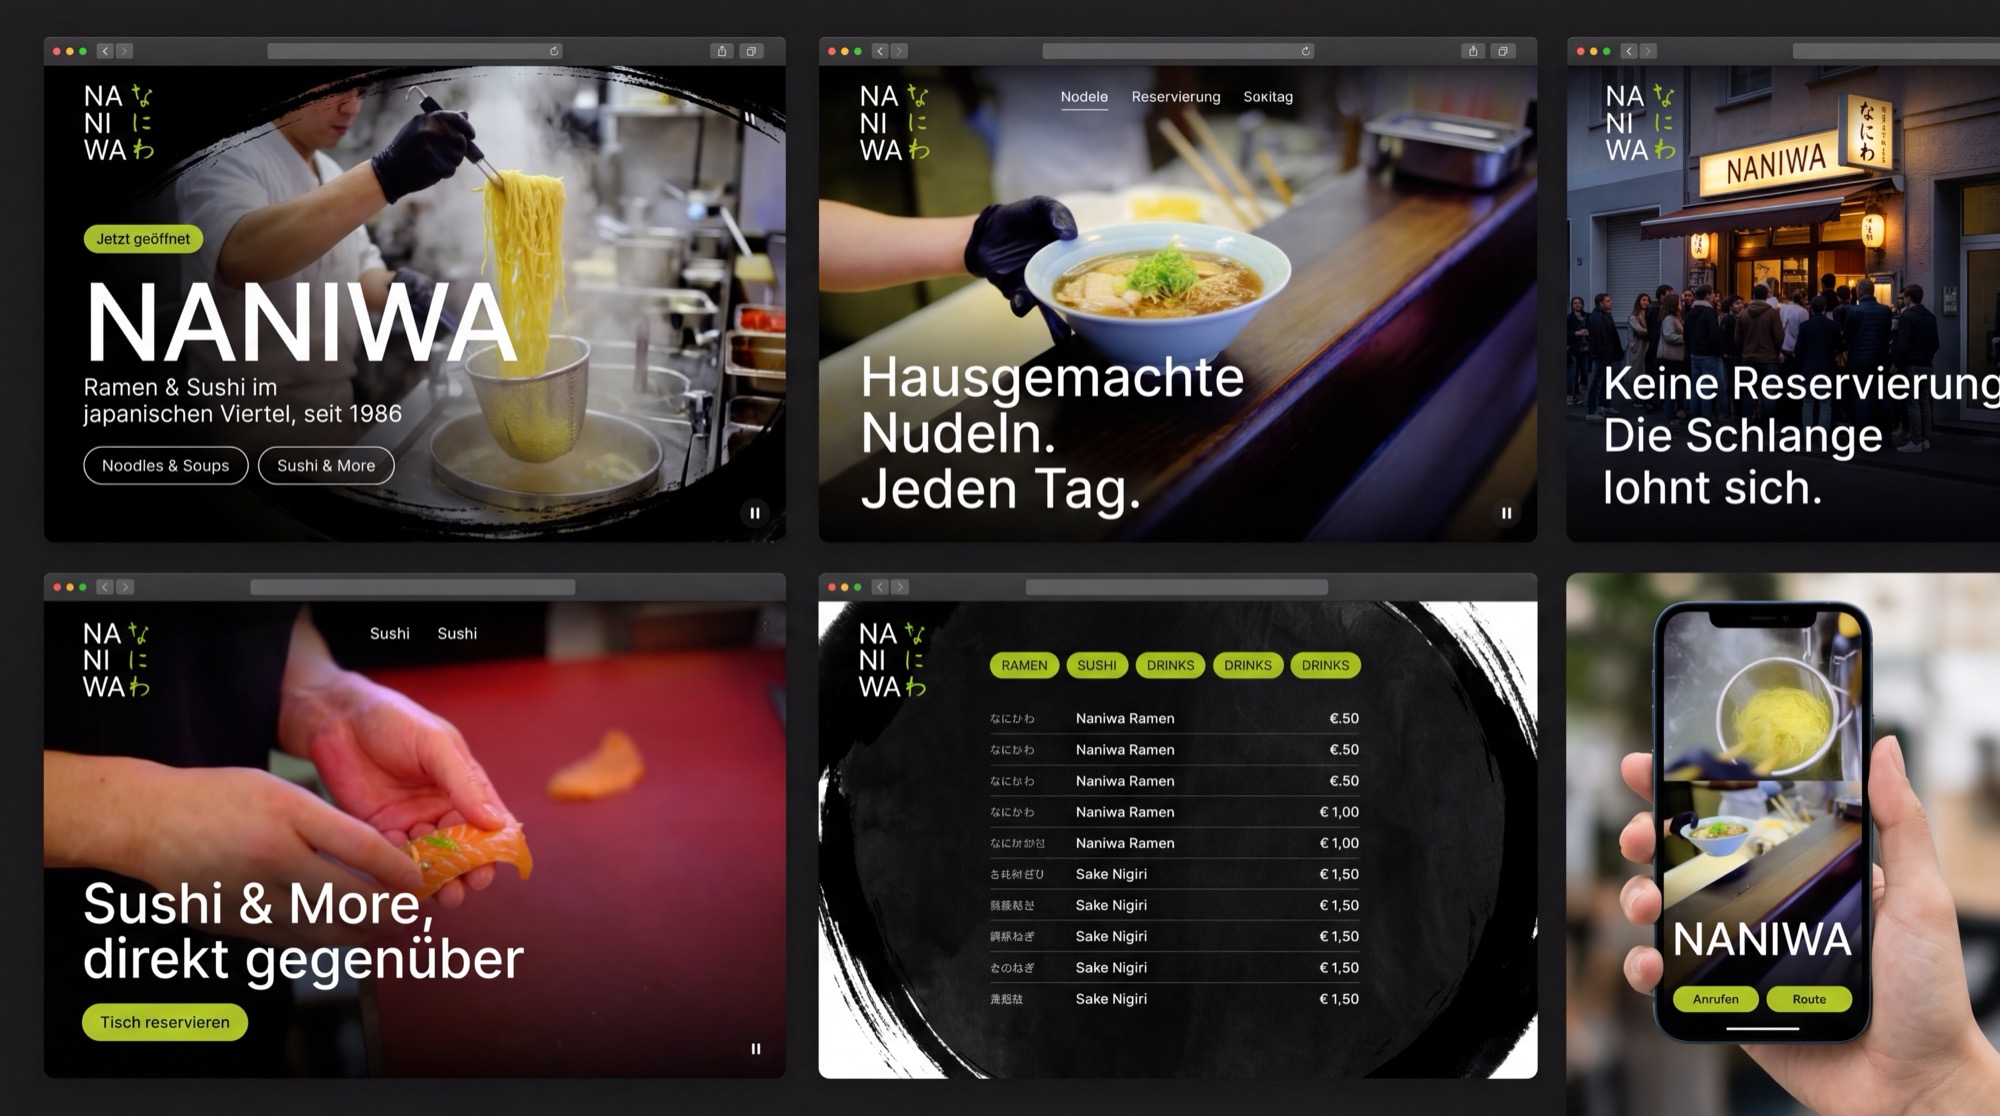 NA な
NI に
WA わ
Jetzt geöffnet
NANIWA
Ramen & Sushi im
japanischen Viertel, seit 1986
Noodles & Soups
Sushi & More
NA な
NI に
WA わ
Nodele Reservierung Soкitag
Hausgemachte
Nudeln.
Jeden Tag.
NA な
NI に
WA わ
NANIWA
なにわ
Keine Reservierung
Die Schlange
lohnt sich.
NA な
NI に
WA わ
Sushi Sushi
Sushi & More,
direkt gegenüber
Tisch reservieren
NA な
NI に
WA わ
RAMEN SUSHI DRINKS DRINKS DRINKS
Naniwa Ramen €.50
Naniwa Ramen €.50
Naniwa Ramen €.50
Naniwa Ramen € 1,00
Naniwa Ramen € 1,00
Sake Nigiri € 1,50
Sake Nigiri € 1,50
Sake Nigiri € 1,50
Sake Nigiri € 1,50
Sake Nigiri € 1,50
NANIWA
Anrufen
Route